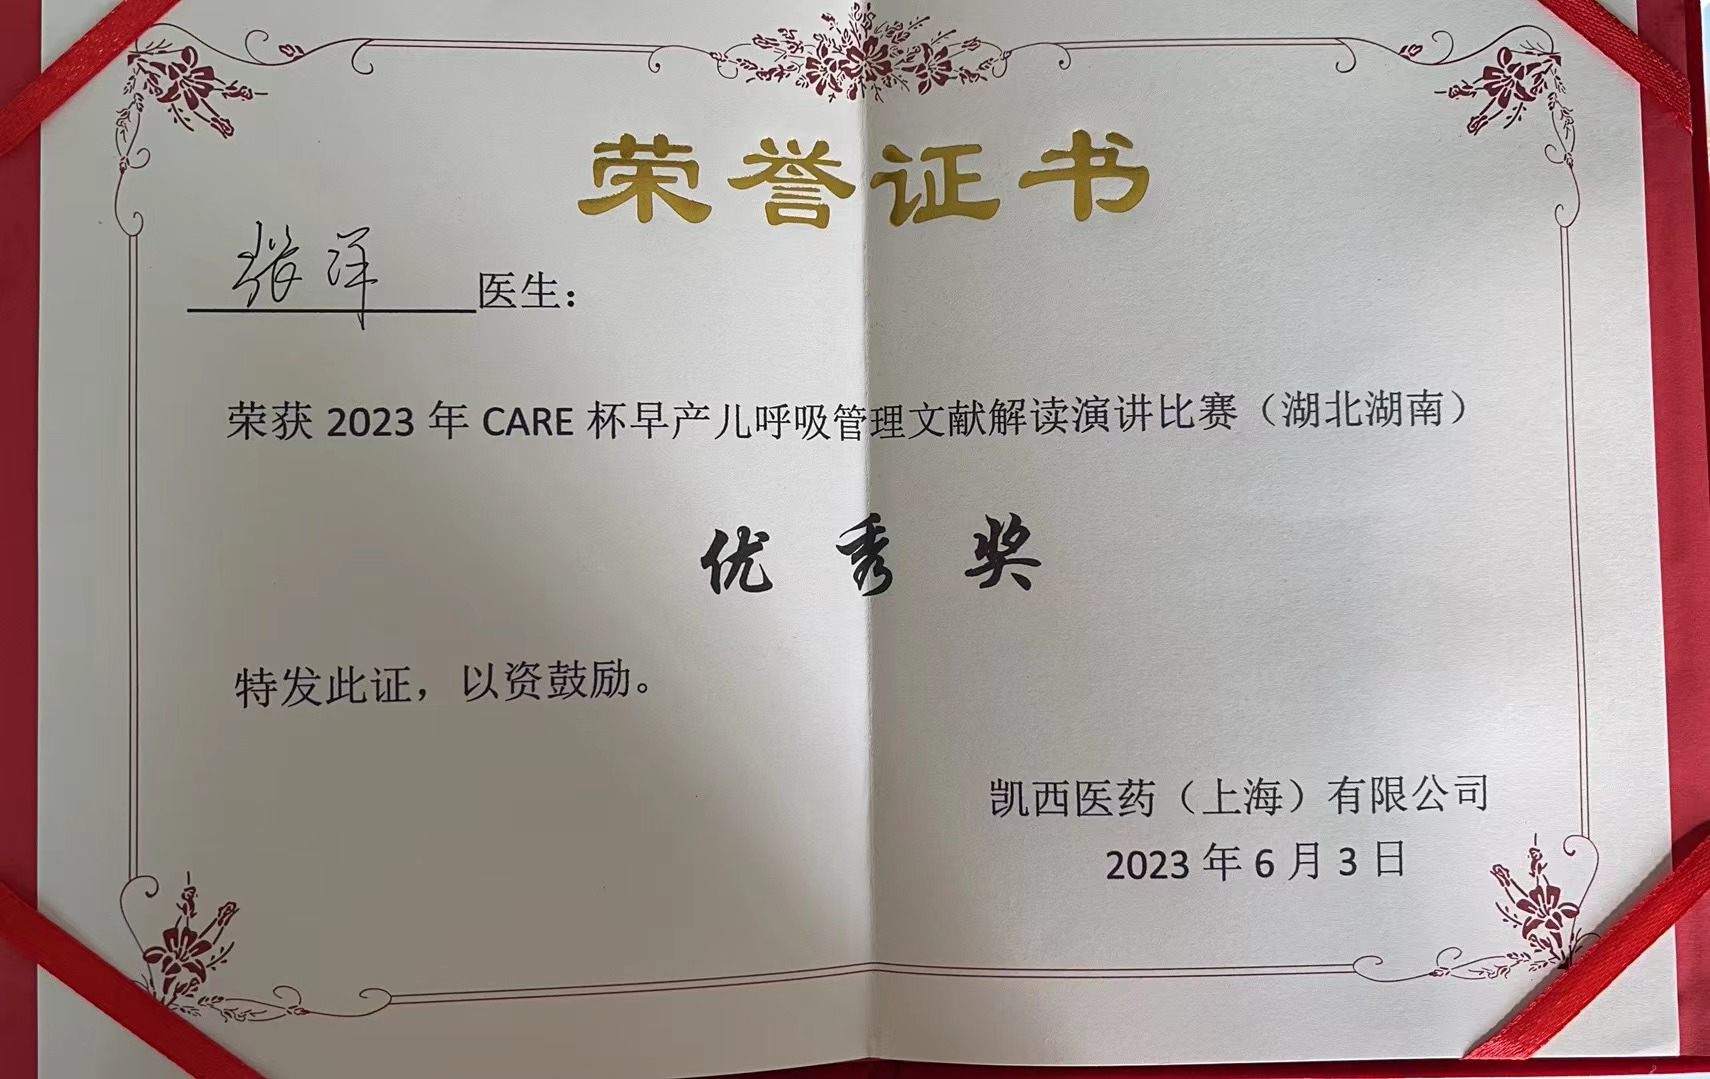 荣誉证书
张洋医生：
荣获 2023 年 CARE 杯早产儿呼吸管理文献解读演讲比赛（湖北湖南）
优秀奖
特发此证，以资鼓励。
凯西医药（上海）有限公司
2023 年 6 月 3 日